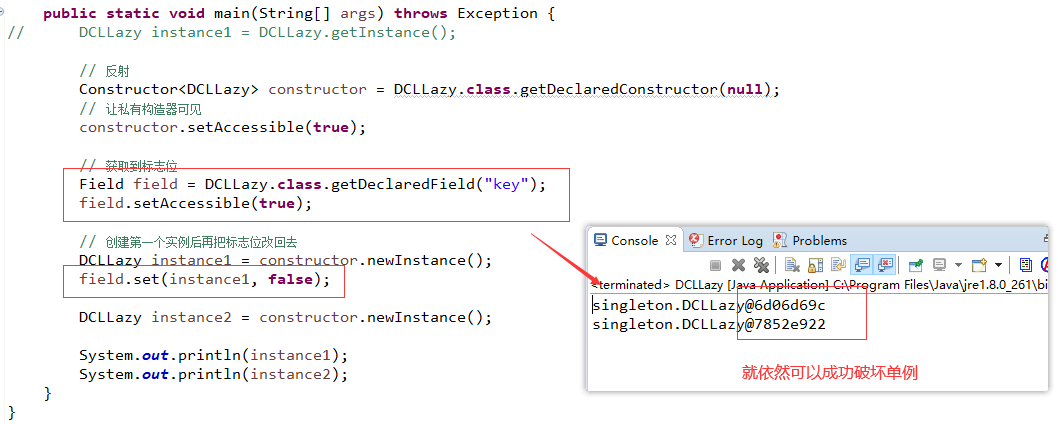 public static void main(String[] args) throws Exception {
// DCLLazy instance1 = DCLLazy.getInstance();
// 反射
Constructor<DCLLazy> constructor = DCLLazy.class.getDeclaredConstructor(null);
// 让私有构造器可见
constructor.setAccessible(true);
// 获取到标志位
Field field = DCLLazy.class.getDeclaredField("key");
field.setAccessible(true);
// 创建第一个实例后再把标志位改回去
DCLLazy instance1 = constructor.newInstance();
field.set(instance1, false);
DCLLazy instance2 = constructor.newInstance();
System.out.println(instance1);
System.out.println(instance2);
}
}
Console Error Log Problems
<terminated> DCLLazy [Java Application] C:\Program Files\Java\jre1.8.0_261\bi
singleton.DCLLazy@6d06d69c
singleton.DCLLazy@7852e922
就依然可以成功破坏单例